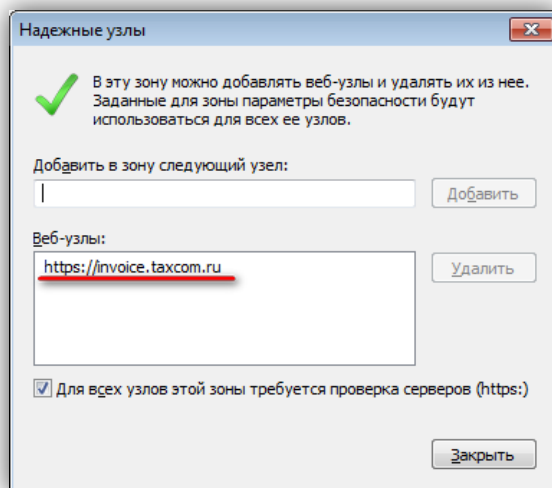 Надежные узлы
В эту зону можно добавлять веб-узлы и удалять их из нее.
Заданные для зоны параметры безопасности будут
использоваться для всех ее узлов.
Добавить в зону следующий узел:
Добавить
Веб-узлы:
https://invoice.taxcom.ru
Удалить
Для всех узлов этой зоны требуется проверка серверов (https:)
Закрыть